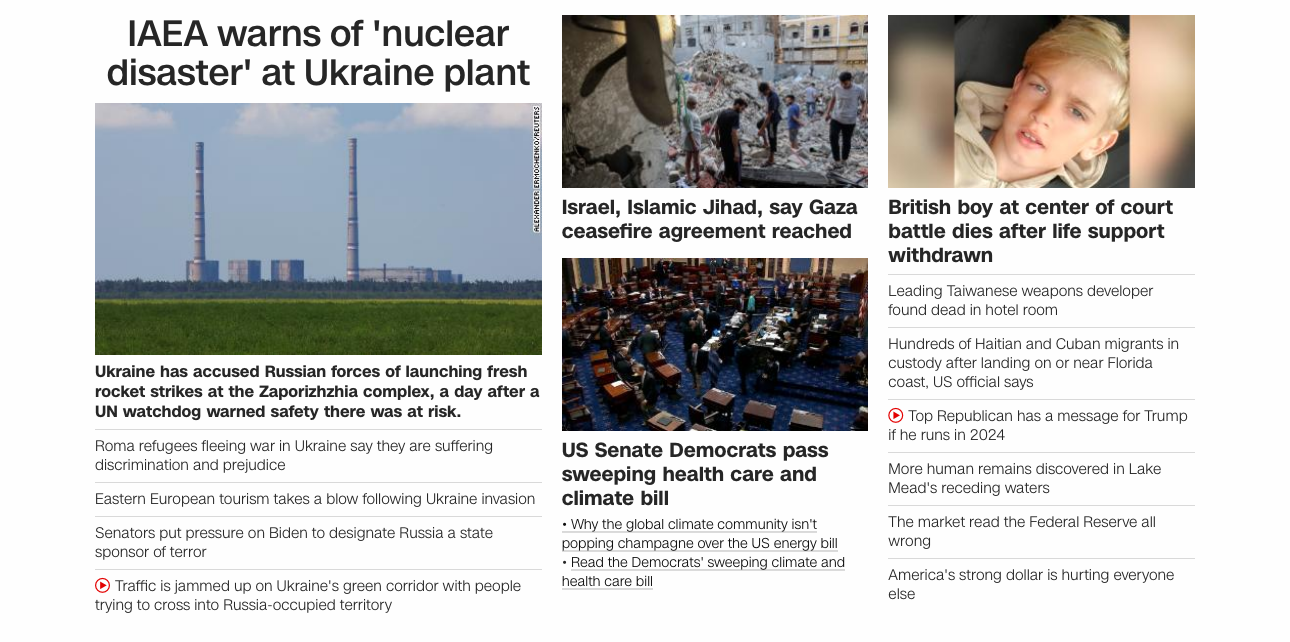 IAEA warns of 'nuclear
disaster' at Ukraine plant
ALEXANDER ERMOCHENKO/REUTERS
Ukraine has accused Russian forces of launching fresh
rocket strikes at the Zaporizhzhia complex, a day after a
UN watchdog warned safety there was at risk.
Roma refugees fleeing war in Ukraine say they are suffering
discrimination and prejudice
Eastern European tourism takes a blow following Ukraine invasion
Senators put pressure on Biden to designate Russia a state
sponsor of terror
Traffic is jammed up on Ukraine's green corridor with people
trying to cross into Russia-occupied territory
Israel, Islamic Jihad, say Gaza
ceasefire agreement reached
US Senate Democrats pass
sweeping health care and
climate bill
• Why the global climate community isn't
popping champagne over the US energy bill
• Read the Democrats' sweeping climate and
health care bill
British boy at center of court
battle dies after life support
withdrawn
Leading Taiwanese weapons developer
found dead in hotel room
Hundreds of Haitian and Cuban migrants in
custody after landing on or near Florida
coast, US official says
Top Republican has a message for Trump
if he runs in 2024
More human remains discovered in Lake
Mead's receding waters
The market read the Federal Reserve all
wrong
America's strong dollar is hurting everyone
else